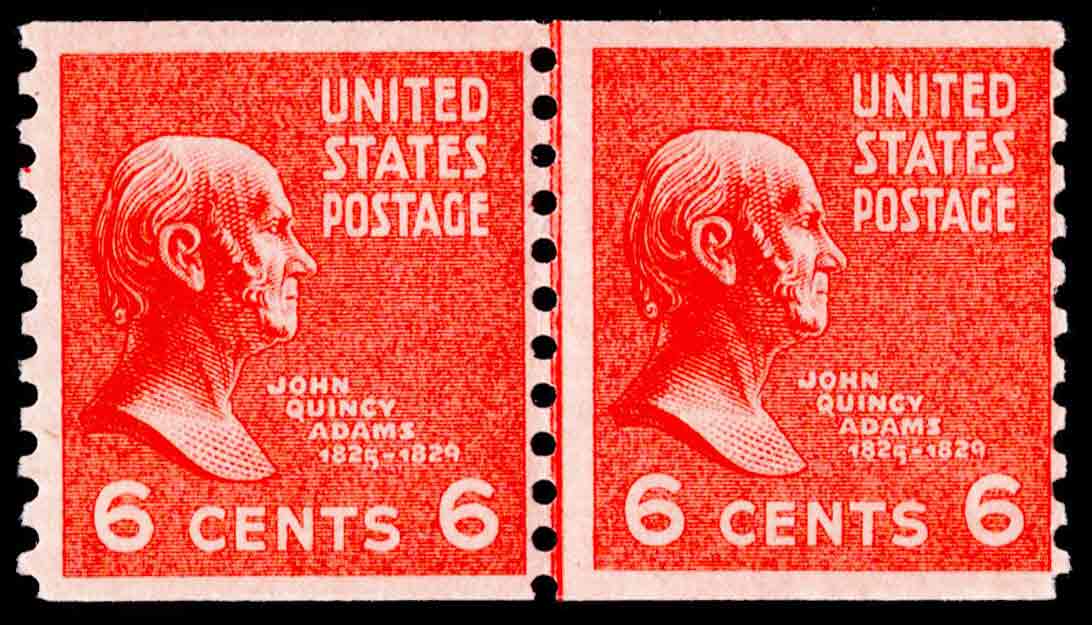 UNITED
STATES
POSTAGE
JOHN
QUINCY
ADAMS
1825-1829
6 CENTS 6
UNITED
STATES
POSTAGE
JOHN
QUINCY
ADAMS
1825-1829
6 CENTS 6